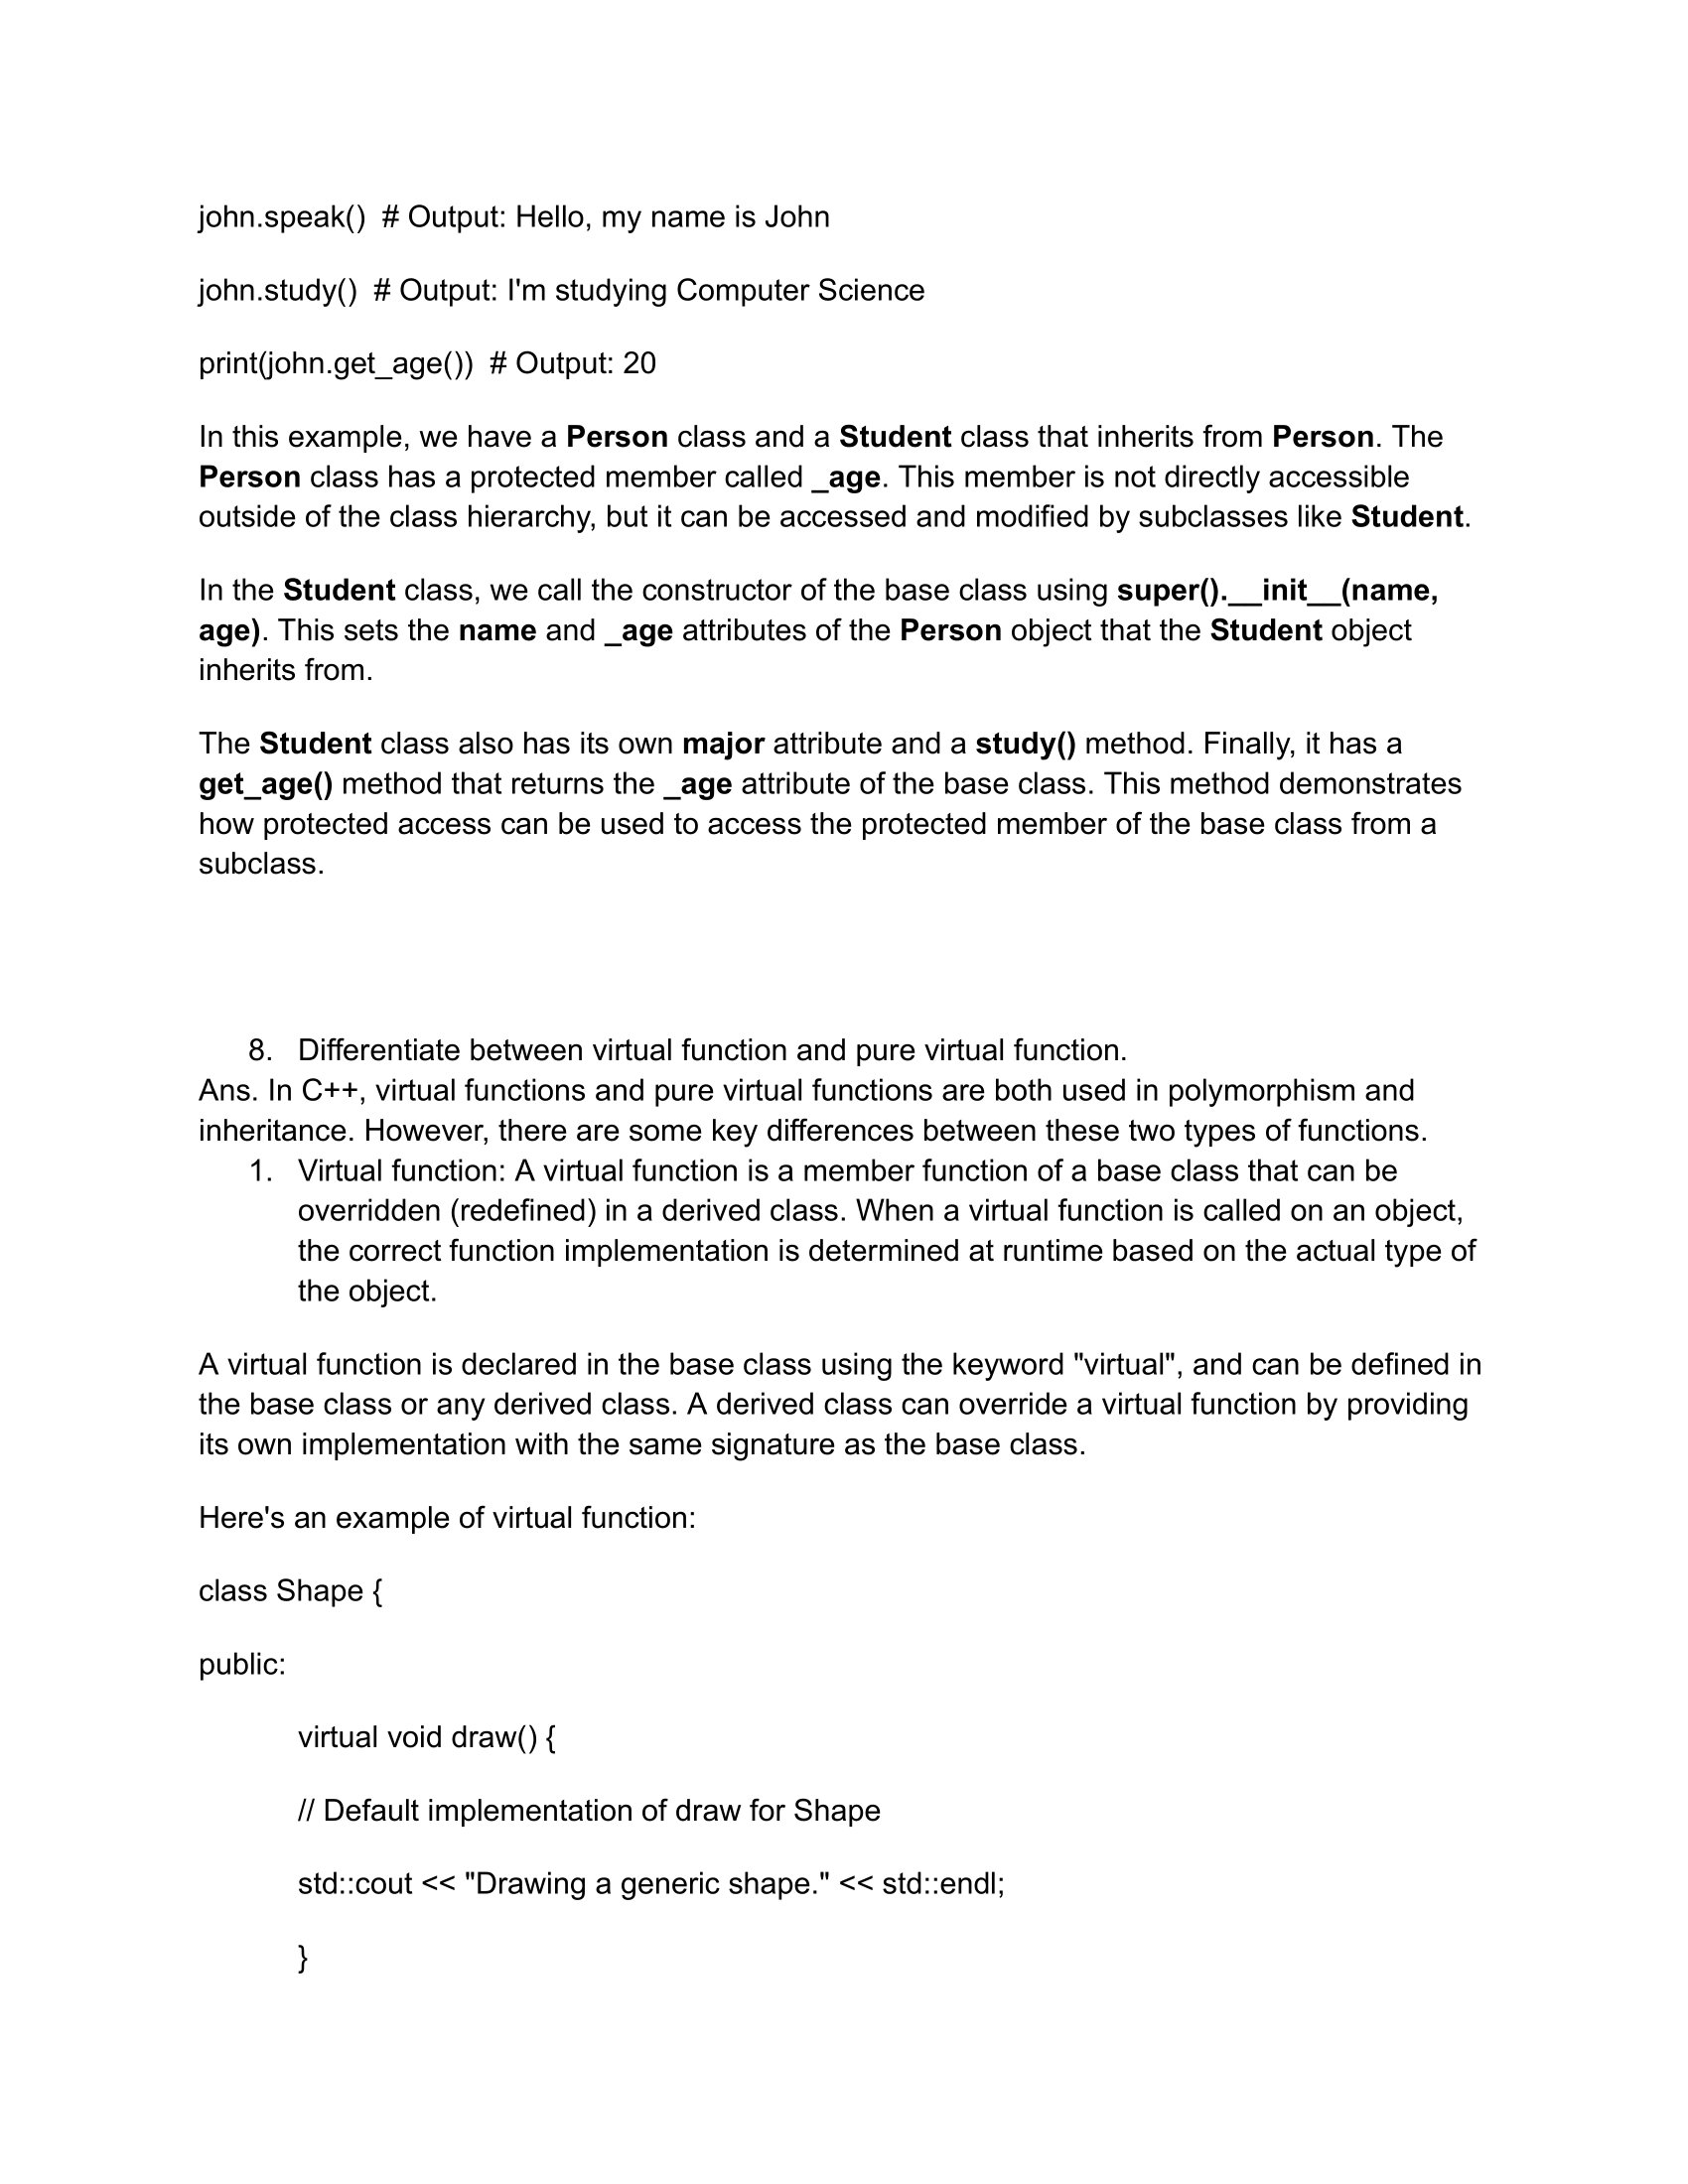 john.speak()  # Output: Hello, my name is John
john.study()  # Output: I'm studying Computer Science
print(john.get_age())  # Output: 20
In this example, we have a Person class and a Student class that inherits from Person. The
Person class has a protected member called _age. This member is not directly accessible
outside of the class hierarchy, but it can be accessed and modified by subclasses like Student.
In the Student class, we call the constructor of the base class using super().__init__(name,
age). This sets the name and _age attributes of the Person object that the Student object
inherits from.
The Student class also has its own major attribute and a study() method. Finally, it has a
get_age() method that returns the _age attribute of the base class. This method demonstrates
how protected access can be used to access the protected member of the base class from a
subclass.
8. Differentiate between virtual function and pure virtual function.
Ans. In C++, virtual functions and pure virtual functions are both used in polymorphism and
inheritance. However, there are some key differences between these two types of functions.
1. Virtual function: A virtual function is a member function of a base class that can be
overridden (redefined) in a derived class. When a virtual function is called on an object,
the correct function implementation is determined at runtime based on the actual type of
the object.
A virtual function is declared in the base class using the keyword "virtual", and can be defined in
the base class or any derived class. A derived class can override a virtual function by providing
its own implementation with the same signature as the base class.
Here's an example of virtual function:
class Shape {
public:
virtual void draw() {
// Default implementation of draw for Shape
std::cout << "Drawing a generic shape." << std::endl;
}